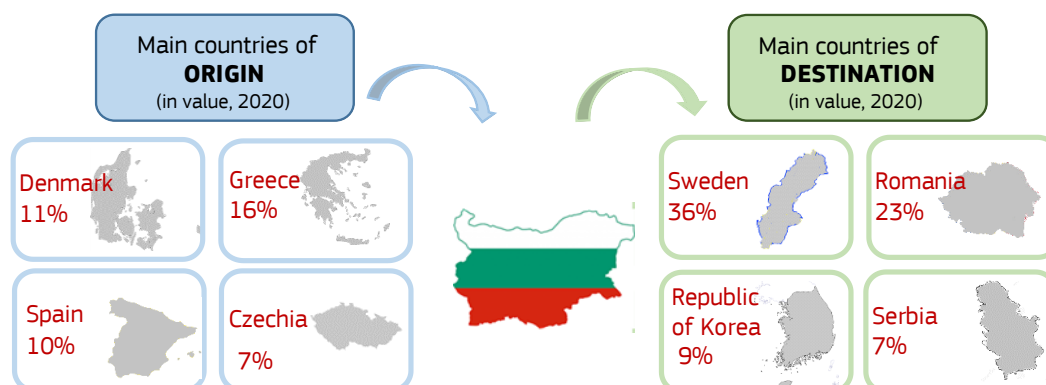 Main countries of
ORIGIN
(in value, 2020)
Main countries of
DESTINATION
(in value, 2020)
Denmark
11%
Greece
16%
Sweden
36%
Romania
23%
Spain
10%
Czechia
7%
Republic
of Korea
9%
Serbia
7%